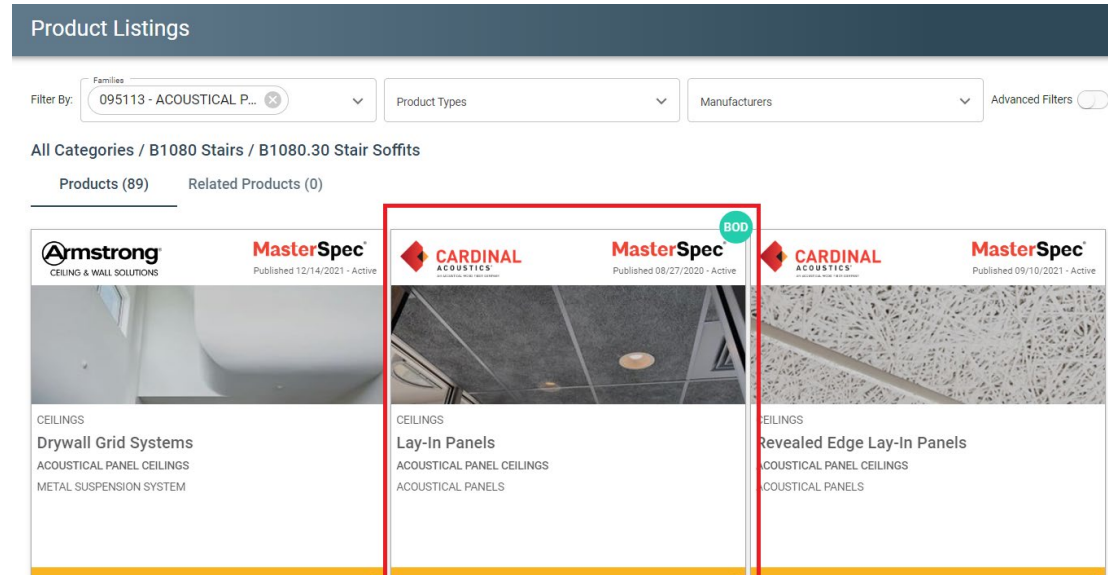 Product Listings
Families
Filter By: 095113 - ACOUSTICAL P... Product Types Manufacturers Advanced Filters
All Categories / B1080 Stairs / B1080.30 Stair Soffits
Products (89) Related Products (0)
BOD
Armstrong
CEILING & WALL SOLUTIONS
MasterSpec
Published 12/14/2021 - Active
CARDINAL
ACOUSTICS
MasterSpec
Published 08/27/2020 - Active
CARDINAL
ACOUSTICS
MasterSpec
Published 09/10/2021 - Active
CEILINGS
Drywall Grid Systems
ACOUSTICAL PANEL CEILINGS
METAL SUSPENSION SYSTEM
CEILINGS
Lay-In Panels
ACOUSTICAL PANEL CEILINGS
ACOUSTICAL PANELS
CEILINGS
Revealed Edge Lay-In Panels
ACOUSTICAL PANEL CEILINGS
ACOUSTICAL PANELS